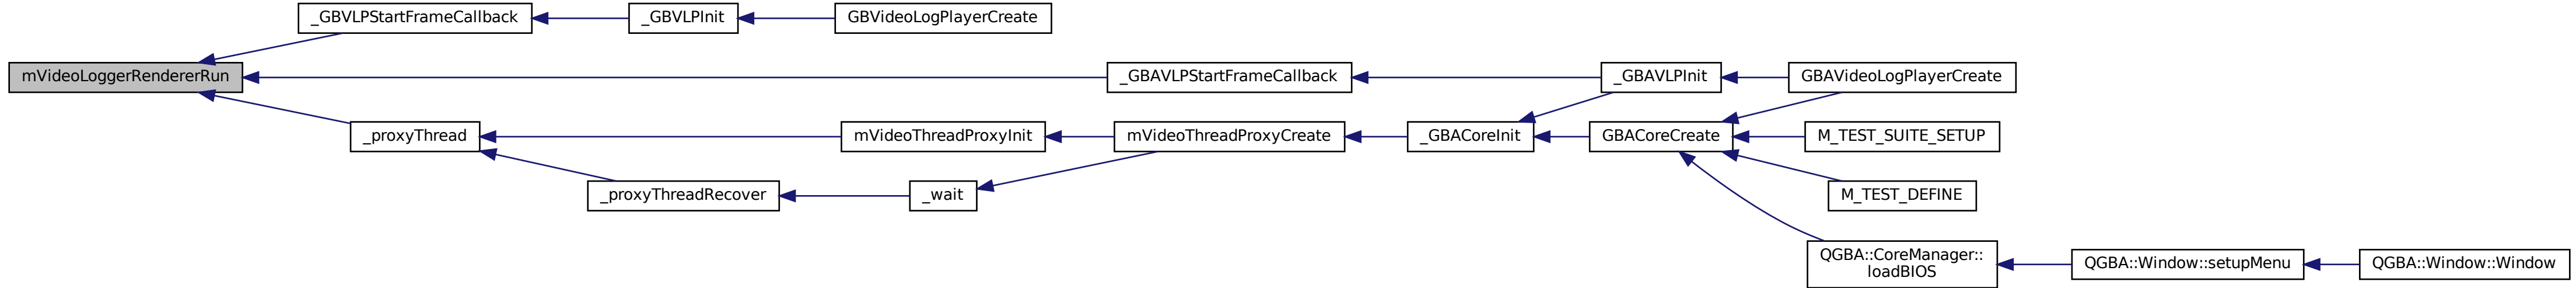 _GBVLPStartFrameCallback
_GBVLPInit
GBVideoLogPlayerCreate
mVideoLoggerRendererRun
_GBAVLPStartFrameCallback
_GBAVLPInit
GBAVideoLogPlayerCreate
_proxyThread
mVideoThreadProxyInit
mVideoThreadProxyCreate
_GBACoreInit
GBACoreCreate
M_TEST_SUITE_SETUP
_proxyThreadRecover
_wait
M_TEST_DEFINE
QGBA::CoreManager::
loadBIOS
QGBA::Window::setupMenu
QGBA::Window::Window